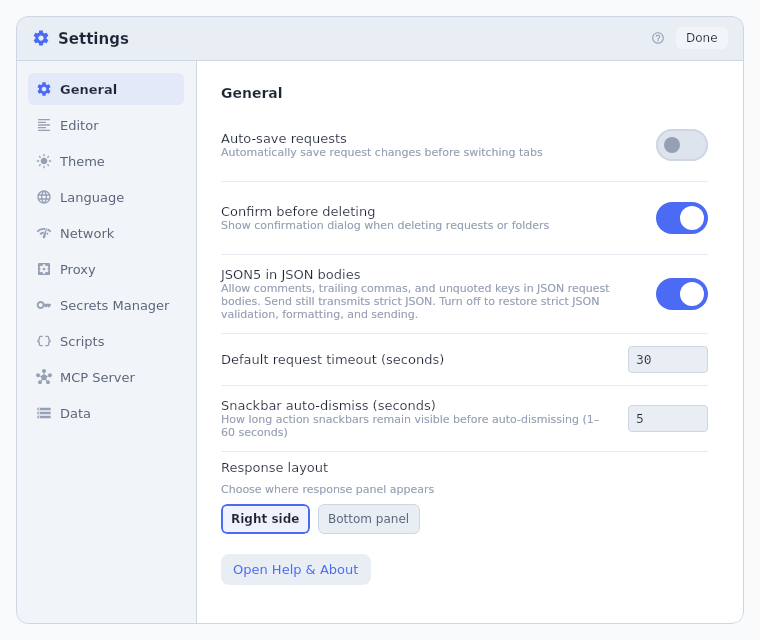 Settings
Done
General
Editor
Theme
Language
Network
Proxy
Secrets Manager
Scripts
MCP Server
Data
General
Auto-save requests
Automatically save request changes before switching tabs
Confirm before deleting
Show confirmation dialog when deleting requests or folders
JSON5 in JSON bodies
Allow comments, trailing commas, and unquoted keys in JSON request
bodies. Send still transmits strict JSON. Turn off to restore strict JSON
validation, formatting, and sending.
Default request timeout (seconds)
30
Snackbar auto-dismiss (seconds)
How long action snackbars remain visible before auto-dismissing (1–
60 seconds)
5
Response layout
Choose where response panel appears
Right side
Bottom panel
Open Help & About